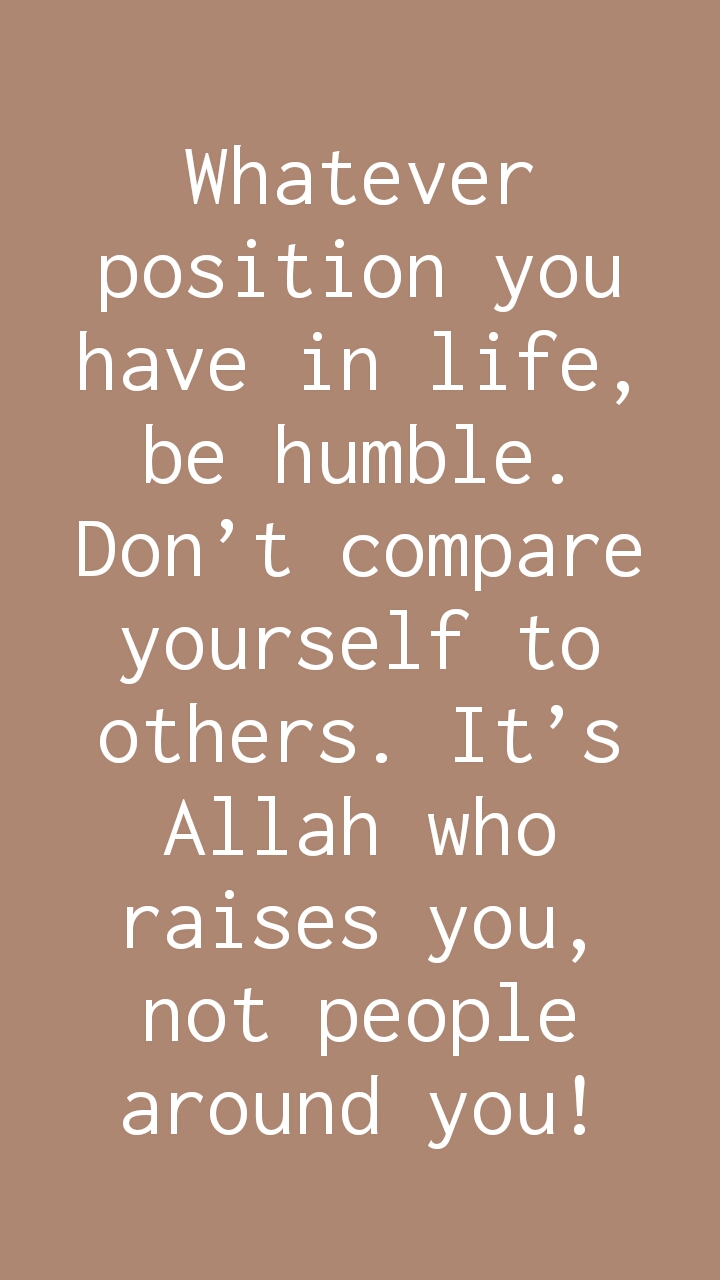 Whatever
position you
have in life,
be humble.
Don’t compare
yourself to
others. It’s
Allah who
raises you,
not people
around you!